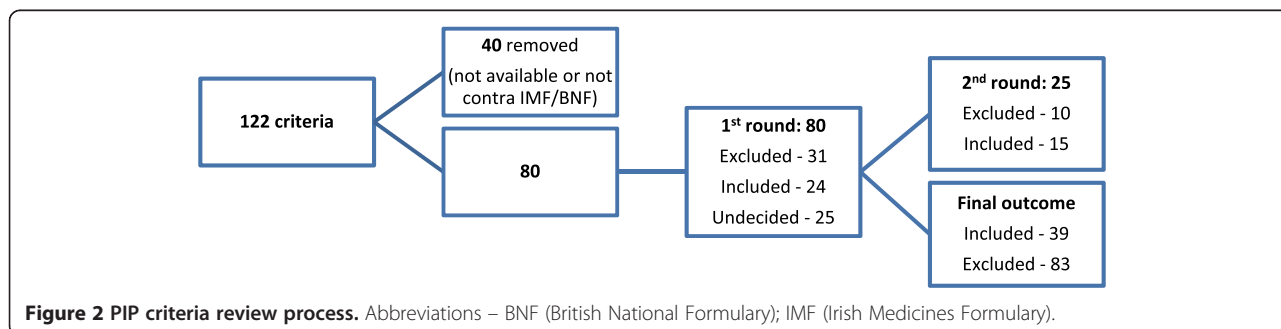 122 criteria
40 removed
(not available or not
contra IMF/BNF)
80
1st round: 80
Excluded - 31
Included - 24
Undecided - 25
2nd round: 25
Excluded - 10
Included - 15
Final outcome
Included - 39
Excluded - 83
Figure 2 PIP criteria review process. Abbreviations – BNF (British National Formulary); IMF (Irish Medicines Formulary).